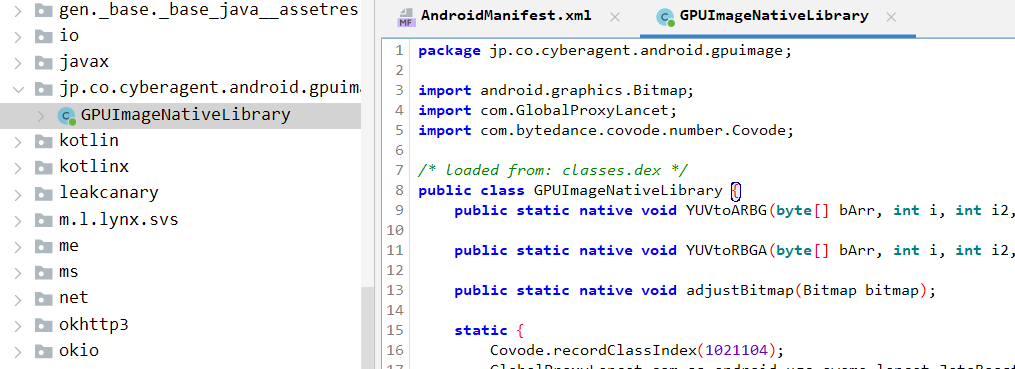 gen._base._base_java__assetres
io
javax
jp.co.cyberagent.android.gpuim
GPUImageNativeLibrary
kotlin
kotlinx
leakcanary
m.l.lynx.svs
me
ms
net
okhttp3
okio
AndroidManifest.xml
GPUImageNativeLibrary
1 package jp.co.cyberagent.android.gpuimage;
2
3 import android.graphics.Bitmap;
4 import com.GlobalProxyLancet;
5 import com.bytedance.covode.number.Covode;
6
7 /* loaded from: classes.dex */
8 public class GPUImageNativeLibrary {
9 public static native void YUVtoARBG(byte[] bArr, int i, int i2,
10
11 public static native void YUVtoRBGA(byte[] bArr, int i, int i2,
12
13 public static native void adjustBitmap(Bitmap bitmap);
14
15 static {
16 Covode.recordClassIndex(1021104);